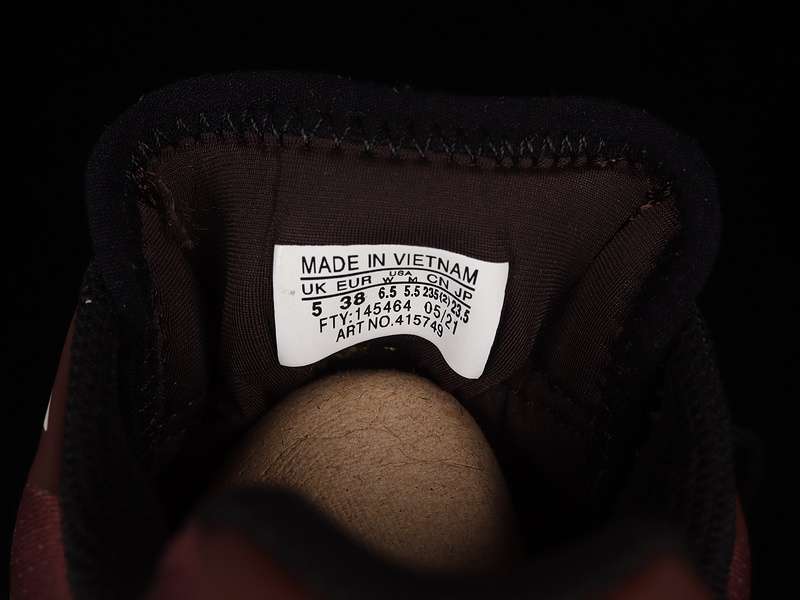 MADE IN VIETNAM
USA
UK EUR W M CN JP
5 38 6.5 5.5 235(2) 23.5
FTY:145464 05/21
ART NO.415749